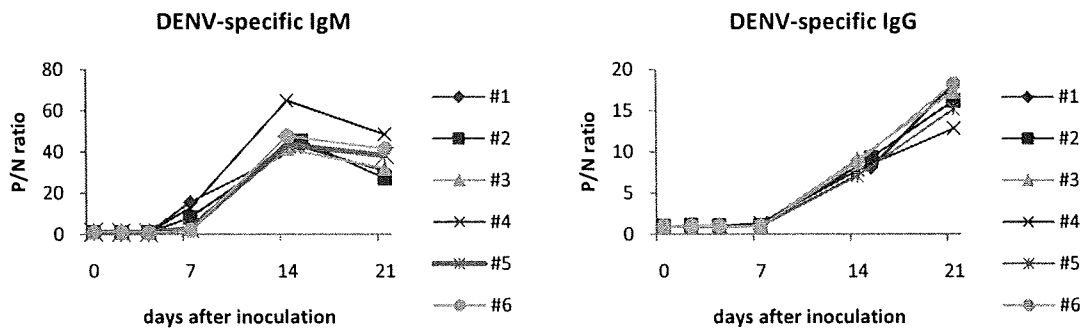 DENV-specific IgM
P/N ratio
80
60
40
20
0
0 7 14 21
days after inoculation
#1
#2
#3
#4
#5
#6
DENV-specific IgG
P/N ratio
20
15
10
5
0
0 7 14 21
days after inoculation
#1
#2
#3
#4
#5
#6